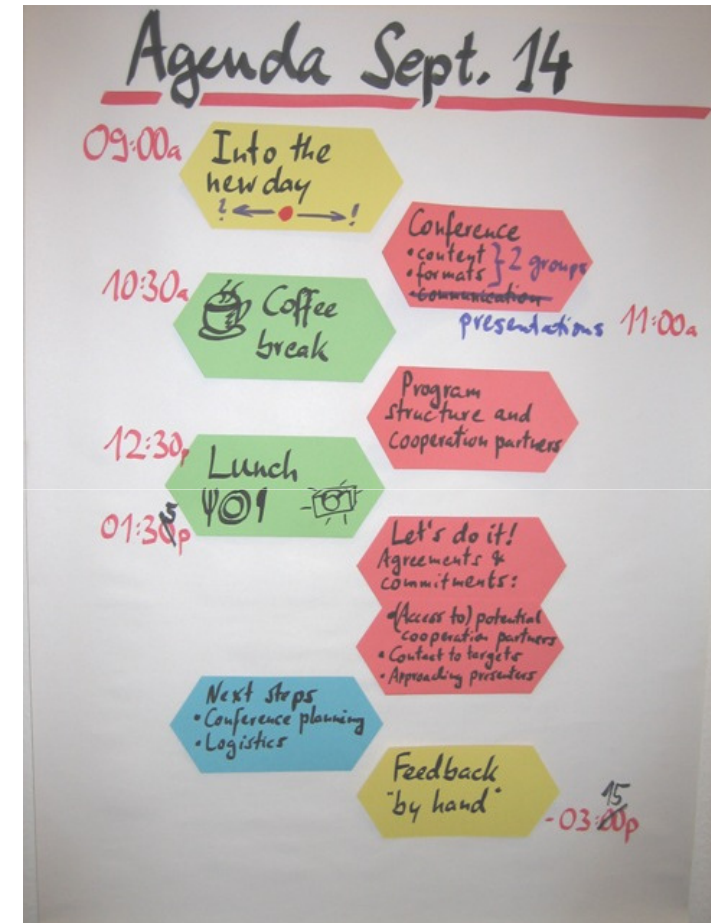 Agenda Sept. 14
09:00a
Into the
new day
? ← • → !
Conference
• content } 2 groups
• formats
• communication
presentations 11:00a
10:30a
Coffee
break
Program
structure and
cooperation partners
12:30p
Lunch
01:35p
Let's do it!
Agreements &
commitments:
• (Access to) potential
cooperation partners
• Contact to targets
• Approaching presenters
Next steps
• Conference planning
• Logistics
Feedback
"by hand"
15
- 03:00p